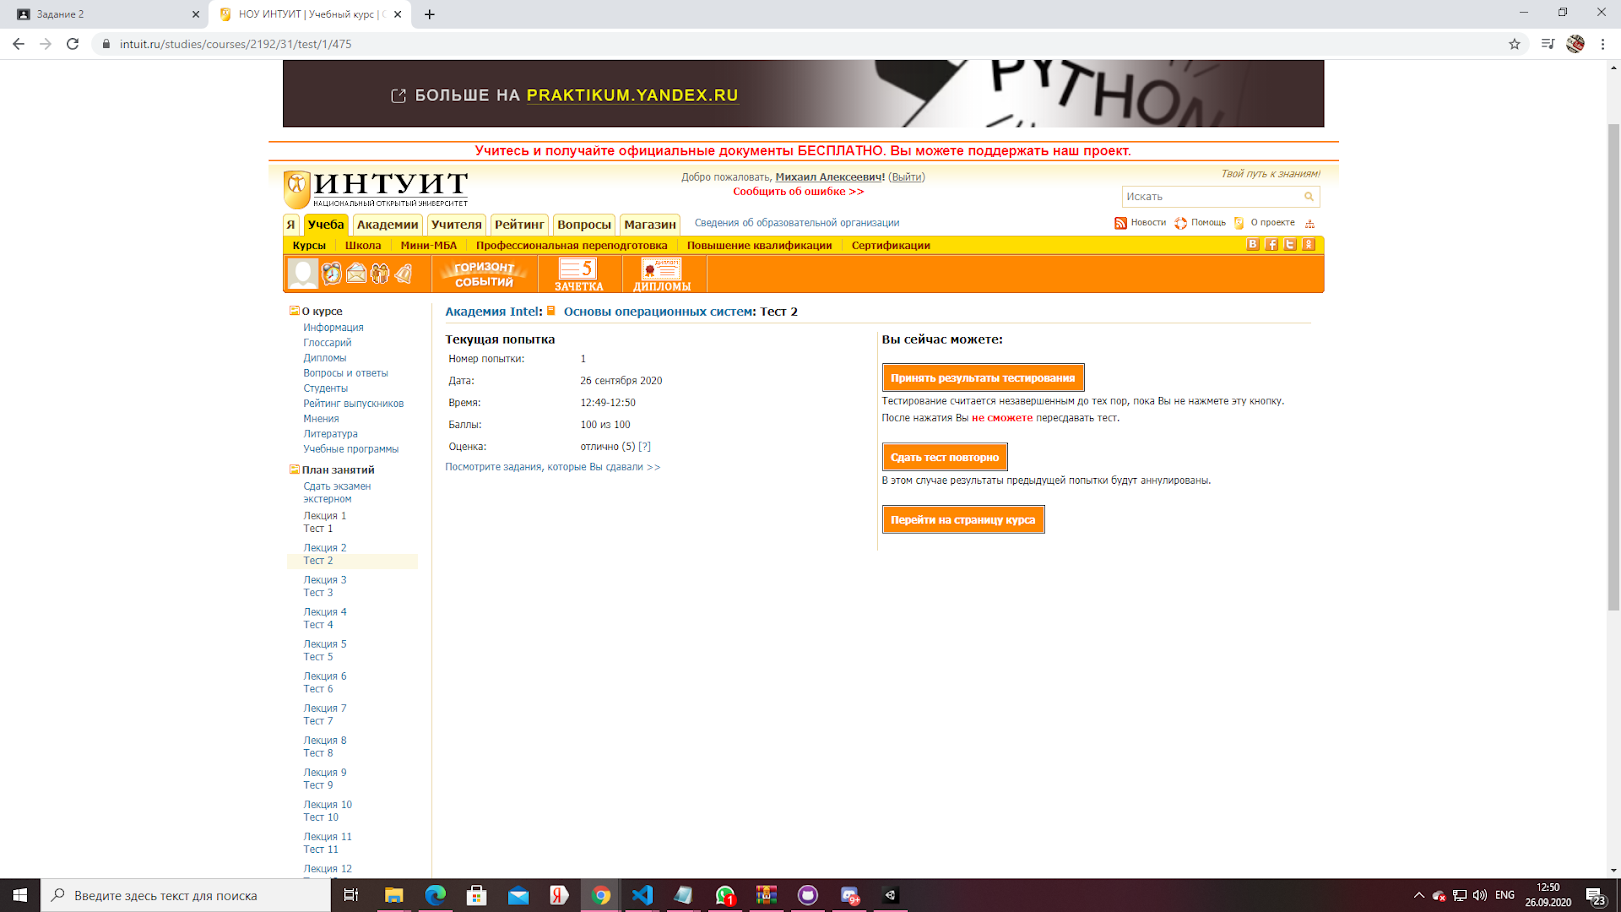 Задание 2
НОУ ИНТУИТ | Учебный курс |
intuit.ru/studies/courses/2192/31/test/1/475
БОЛЬШЕ НА PRAKTIKUM.YANDEX.RU
PYTHON
Учитесь и получайте официальные документы БЕСПЛАТНО. Вы можете поддержать наш проект.
ИНТУИТ
НАЦИОНАЛЬНЫЙ ОТКРЫТЫЙ УНИВЕРСИТЕТ
Добро пожаловать, Михаил Алексеевич! (Выйти)
Сообщить об ошибке >>
Твой путь к знаниям!
Искать
Я Учеба Академии Учителя Рейтинг Вопросы Магазин Сведения об образовательной организации Новости Помощь О проекте
Курсы Школа Мини-МБА Профессиональная переподготовка Повышение квалификации Сертификации
ГОРИЗОНТ СОБЫТИЙ
5
ЗАЧЕТКА
ДИПЛОМЫ
О курсе
Информация
Глоссарий
Дипломы
Вопросы и ответы
Студенты
Рейтинг выпускников
Мнения
Литература
Учебные программы
План занятий
Сдать экзамен
экстерном
Лекция 1
Тест 1
Лекция 2
Тест 2
Лекция 3
Тест 3
Лекция 4
Тест 4
Лекция 5
Тест 5
Лекция 6
Тест 6
Лекция 7
Тест 7
Лекция 8
Тест 8
Лекция 9
Тест 9
Лекция 10
Тест 10
Лекция 11
Тест 11
Лекция 12
Академия Intel: Основы операционных систем: Тест 2
Текущая попытка
Номер попытки: 1
Дата: 26 сентября 2020
Время: 12:49-12:50
Баллы: 100 из 100
Оценка: отлично (5) [?]
Посмотрите задания, которые Вы сдавали >>
Вы сейчас можете:
Принять результаты тестирования
Тестирование считается незавершенным до тех пор, пока Вы не нажмете эту кнопку.
После нажатия Вы не сможете пересдавать тест.
Сдать тест повторно
В этом случае результаты предыдущей попытки будут аннулированы.
Перейти на страницу курса
Введите здесь текст для поиска
ENG
12:50
26.09.2020
23